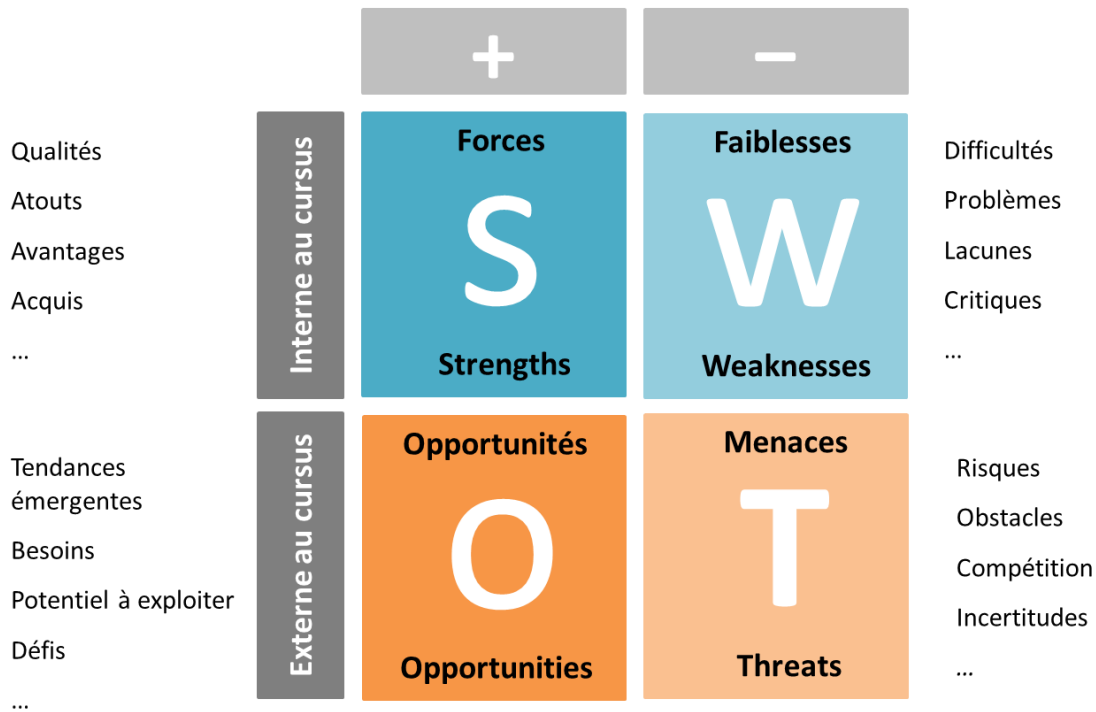 +
−
Qualités
Atouts
Avantages
Acquis
...
Interne au cursus
Forces
S
Strengths
Faiblesses
W
Weaknesses
Difficultés
Problèmes
Lacunes
Critiques
...
Tendances
émergentes
Besoins
Potentiel à exploiter
Défis
...
Externe au cursus
Opportunités
O
Opportunities
Menaces
T
Threats
Risques
Obstacles
Compétition
Incertitudes
...